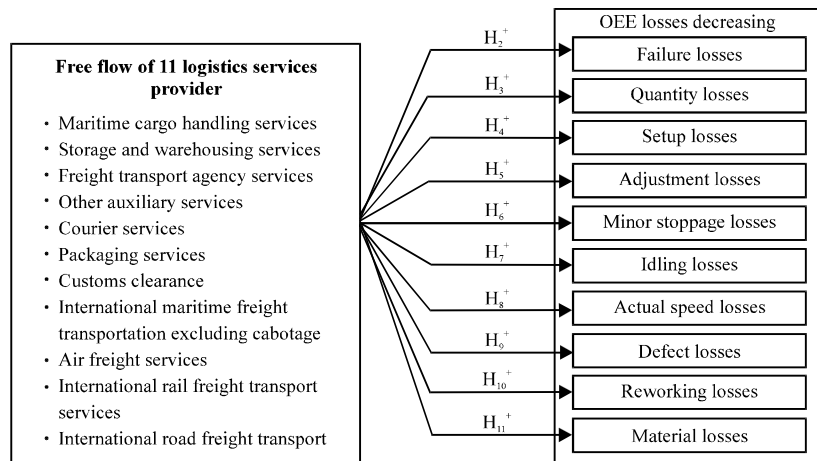 Free flow of 11 logistics services
provider
• Maritime cargo handling services
• Storage and warehousing services
• Freight transport agency services
• Other auxiliary services
• Courier services
• Packaging services
• Customs clearance
• International maritime freight
transportation excluding cabotage
• Air freight services
• International rail freight transport
services
• International road freight transport
H₂⁺
H₃⁺
H₄⁺
H₅⁺
H₆⁺
H₇⁺
H₈⁺
H₉⁺
H₁₀⁺
H₁₁⁺
OEE losses decreasing
Failure losses
Quantity losses
Setup losses
Adjustment losses
Minor stoppage losses
Idling losses
Actual speed losses
Defect losses
Reworking losses
Material losses